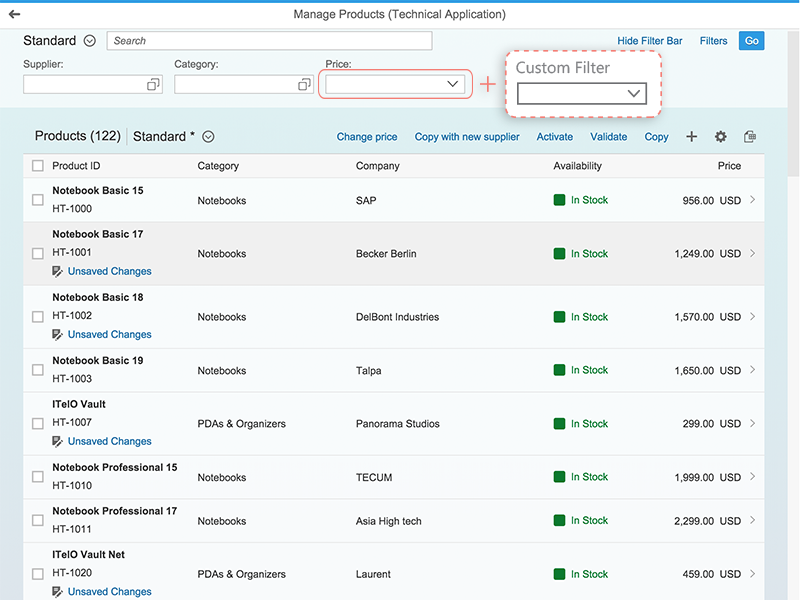 Manage Products (Technical Application)
Standard
Search
Hide Filter Bar
Filters
Go
Supplier:
Category:
Price:
Custom Filter
Products (122)
Standard *
Change price
Copy with new supplier
Activate
Validate
Copy
Product ID Category Company Availability Price
Notebook Basic 15
HT-1000
Notebooks SAP In Stock 956.00 USD
Notebook Basic 17
HT-1001
Unsaved Changes
Notebooks Becker Berlin In Stock 1,249.00 USD
Notebook Basic 18
HT-1002
Unsaved Changes
Notebooks DelBont Industries In Stock 1,570.00 USD
Notebook Basic 19
HT-1003
Notebooks Talpa In Stock 1,650.00 USD
ITelO Vault
HT-1007
Unsaved Changes
PDAs & Organizers Panorama Studios In Stock 299.00 USD
Notebook Professional 15
HT-1010
Notebooks TECUM In Stock 1,999.00 USD
Notebook Professional 17
HT-1011
Notebooks Asia High tech In Stock 2,299.00 USD
ITelO Vault Net
HT-1020
Unsaved Changes
PDAs & Organizers Laurent In Stock 459.00 USD